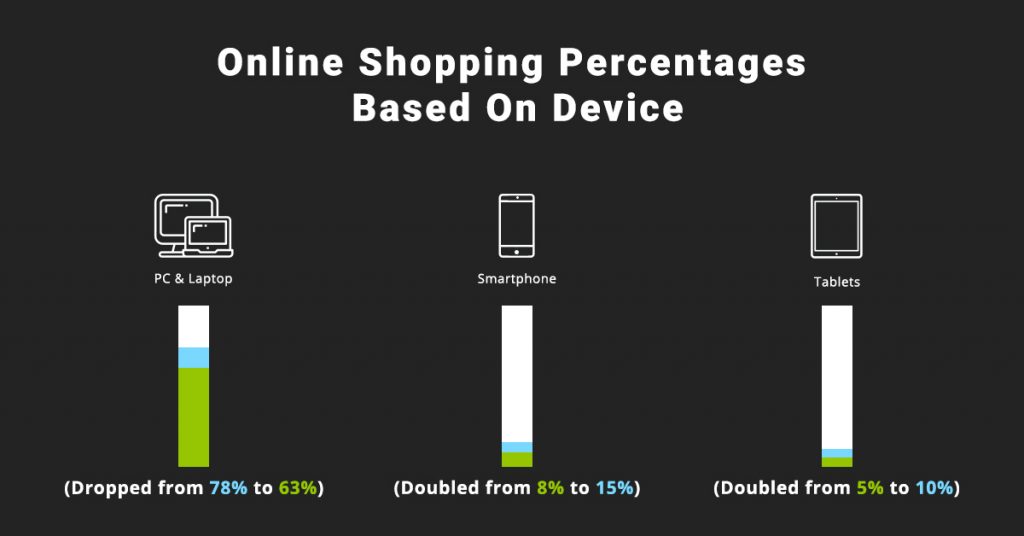 Online Shopping Percentages
Based On Device
PC & Laptop
Smartphone
Tablets
(Dropped from 78% to 63%)
(Doubled from 8% to 15%)
(Doubled from 5% to 10%)